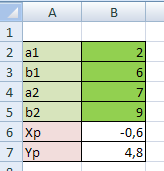 A B
1
2 a1 2
3 b1 6
4 a2 7
5 b2 9
6 Xp -0,6
7 Yp 4,8